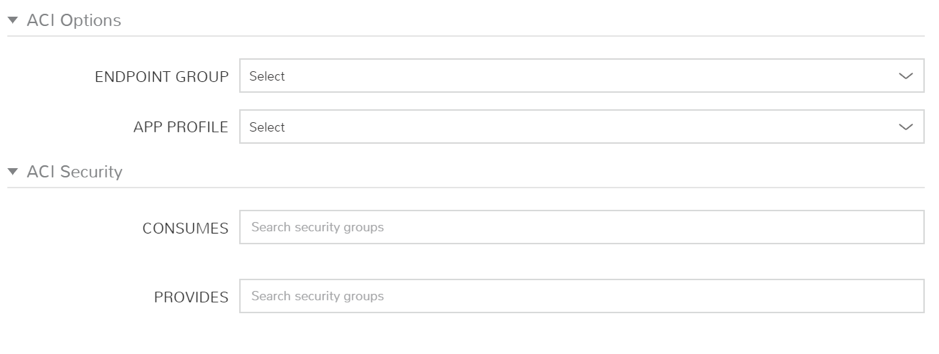 ACI Options
ENDPOINT GROUP Select
APP PROFILE Select
ACI Security
CONSUMES Search security groups
PROVIDES Search security groups